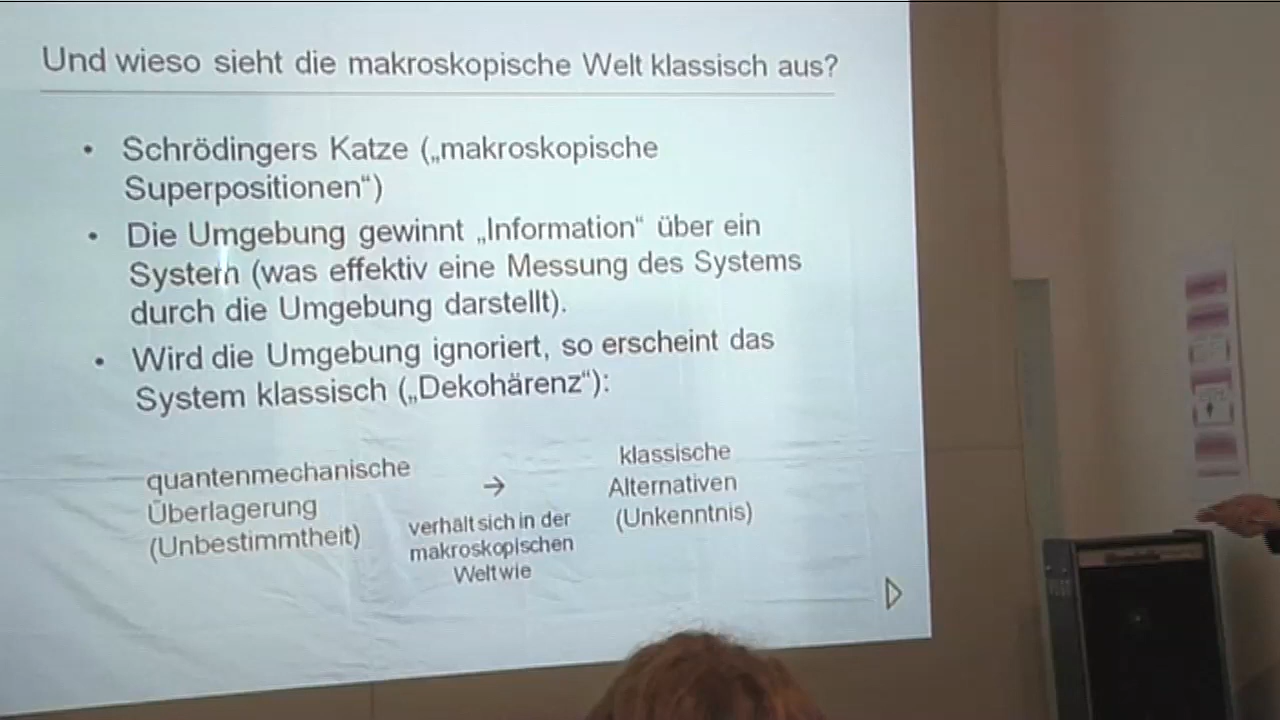 Und wieso sieht die makroskopische Welt klassisch aus?
• Schrödingers Katze („makroskopische
Superpositionen“)
• Die Umgebung gewinnt „Information“ über ein
System (was effektiv eine Messung des Systems
durch die Umgebung darstellt).
• Wird die Umgebung ignoriert, so erscheint das
System klassisch („Dekohärenz“):
quantenmechanische
Überlagerung
(Unbestimmtheit)
→
verhält sich in der
makroskopischen
Welt wie
klassische
Alternativen
(Unkenntnis)